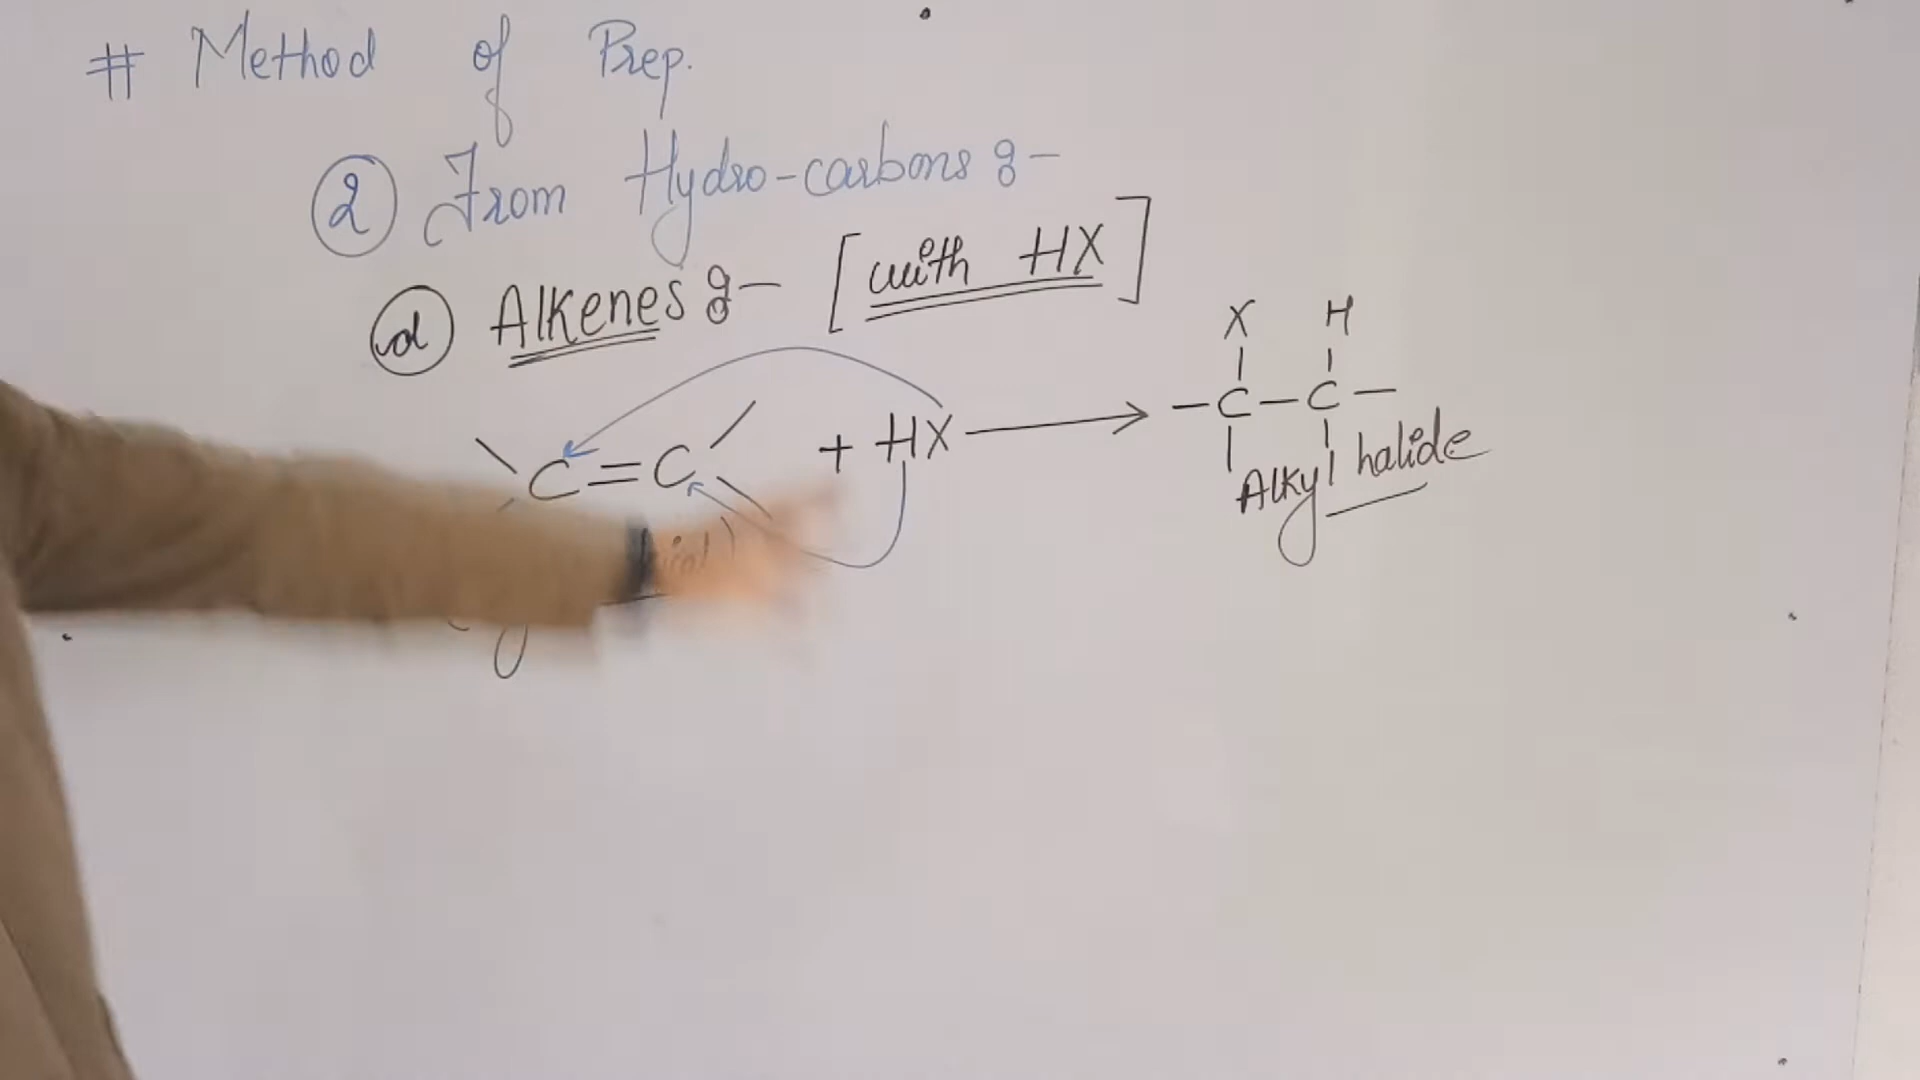 # Method of Prep.
② From Hydro-carbons :-
ⓓ Alkenes :- [with HX]
X H
C=C + HX → -C-C-
Alkyl halide